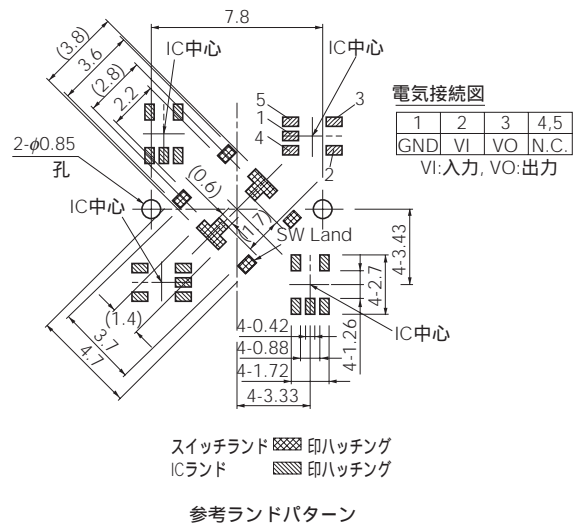 7.8
(3.8)
3.6
(2.8)
2.2
IC中心
IC中心
5
1
4
3
2
電気接続図
1 2 3 4,5
GND VI VO N.C.
VI:入力, VO:出力
2-φ0.85
孔
(0.6)
(1.7)
IC中心
SW Land
4-3.43
4-2.7
4-1.26
(1.4)
3.7
4.7
4-0.42
4-0.88
4-1.72
4-3.33
IC中心
スイッチランド 印ハッチング
ICランド 印ハッチング
参考ランドパターン